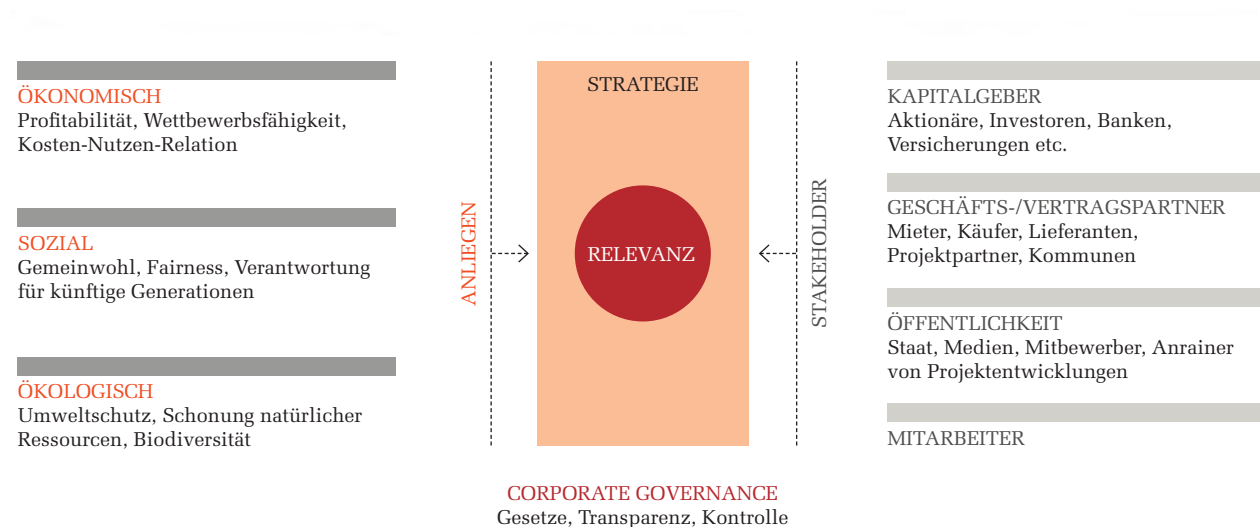 ÖKONOMISCH
Profitabilität, Wettbewerbsfähigkeit,
Kosten-Nutzen-Relation
SOZIAL
Gemeinwohl, Fairness, Verantwortung
für künftige Generationen
ÖKOLOGISCH
Umweltschutz, Schonung natürlicher
Ressourcen, Biodiversität
ANLIEGEN
STRATEGIE
RELEVANZ
STAKEHOLDER
KAPITALGEBER
Aktionäre, Investoren, Banken,
Versicherungen etc.
GESCHÄFTS-/VERTRAGSPARTNER
Mieter, Käufer, Lieferanten,
Projektpartner, Kommunen
ÖFFENTLICHKEIT
Staat, Medien, Mitbewerber, Anrainer
von Projektentwicklungen
MITARBEITER
CORPORATE GOVERNANCE
Gesetze, Transparenz, Kontrolle